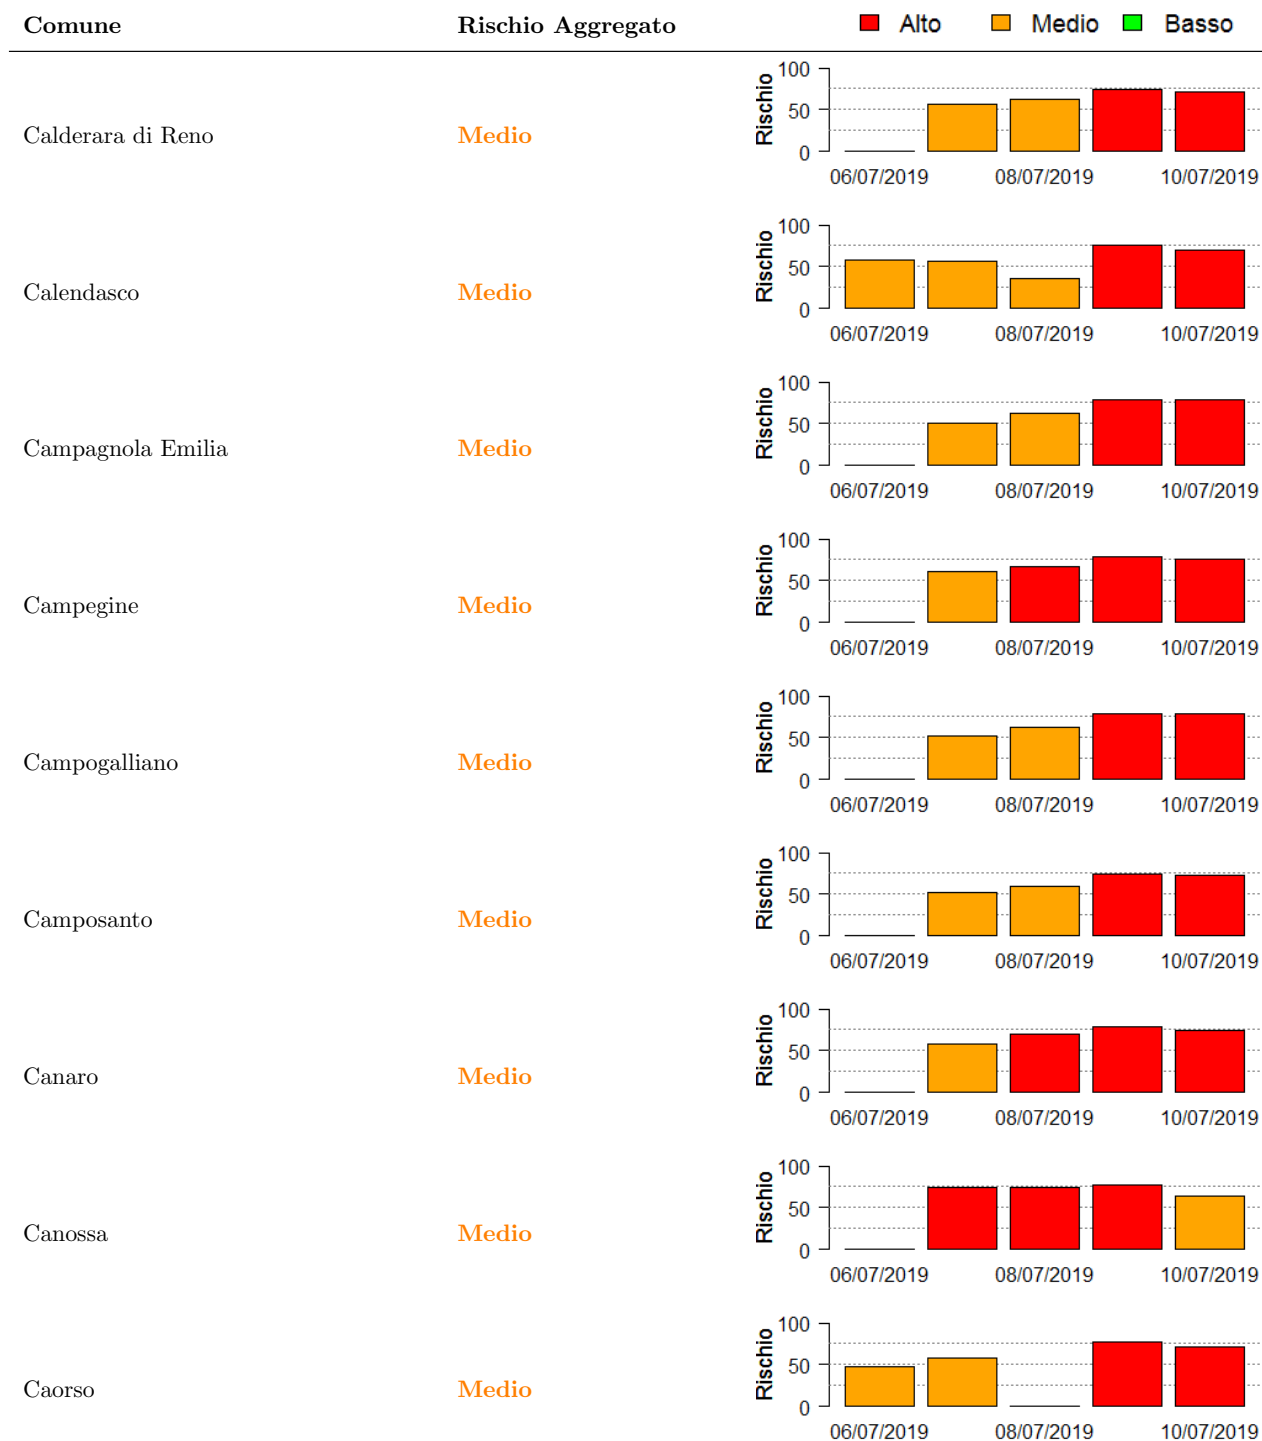 Comune Rischio Aggregato Alto Medio Basso
Calderara di Reno Medio Rischio 100 50 0
06/07/2019 08/07/2019 10/07/2019
Calendasco Medio Rischio 100 50 0
06/07/2019 08/07/2019 10/07/2019
Campagnola Emilia Medio Rischio 100 50 0
06/07/2019 08/07/2019 10/07/2019
Campegine Medio Rischio 100 50 0
06/07/2019 08/07/2019 10/07/2019
Campogalliano Medio Rischio 100 50 0
06/07/2019 08/07/2019 10/07/2019
Camposanto Medio Rischio 100 50 0
06/07/2019 08/07/2019 10/07/2019
Canaro Medio Rischio 100 50 0
06/07/2019 08/07/2019 10/07/2019
Canossa Medio Rischio 100 50 0
06/07/2019 08/07/2019 10/07/2019
Caorso Medio Rischio 100 50 0
06/07/2019 08/07/2019 10/07/2019